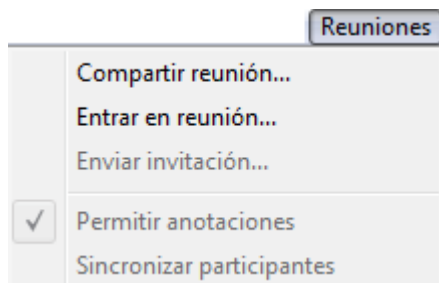 Reuniones
Compartir reunión...
Entrar en reunión...
Enviar invitación...
Permitir anotaciones
Sincronizar participantes